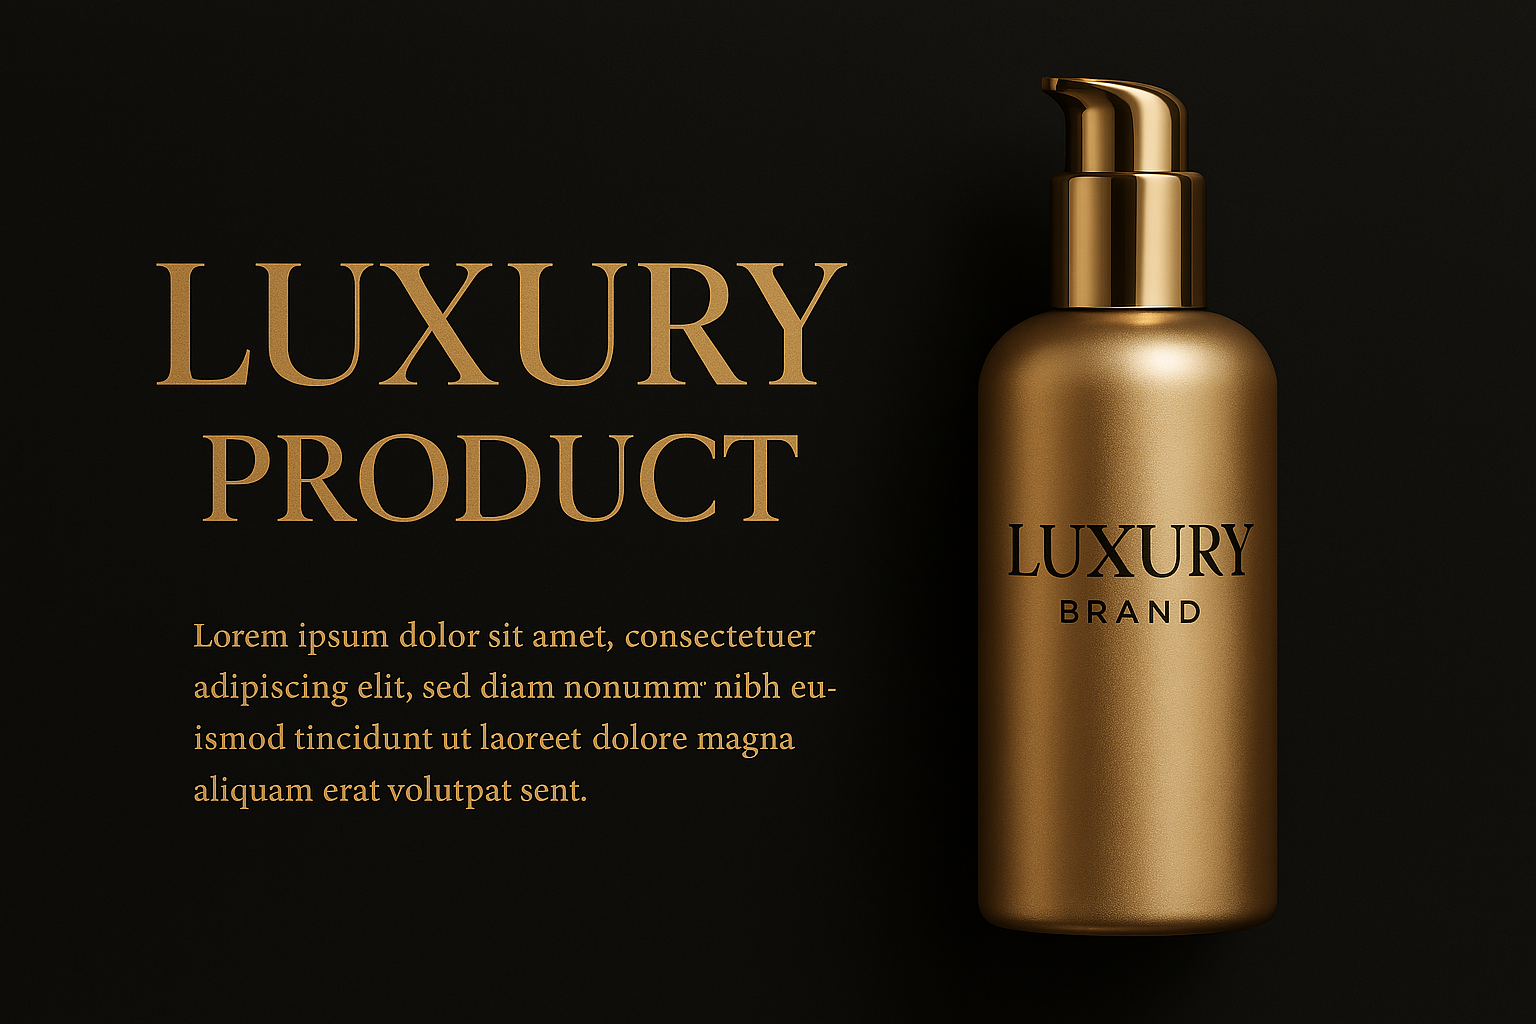 LUXURY
PRODUCT
Lorem ipsum dolor sit amet, consectetuer
adipiscing elit, sed diam nibh eu-
ismod tincidunt ut laoreet dolore magna
aliquam erat volutpat sent.
LUXURY
BRAND